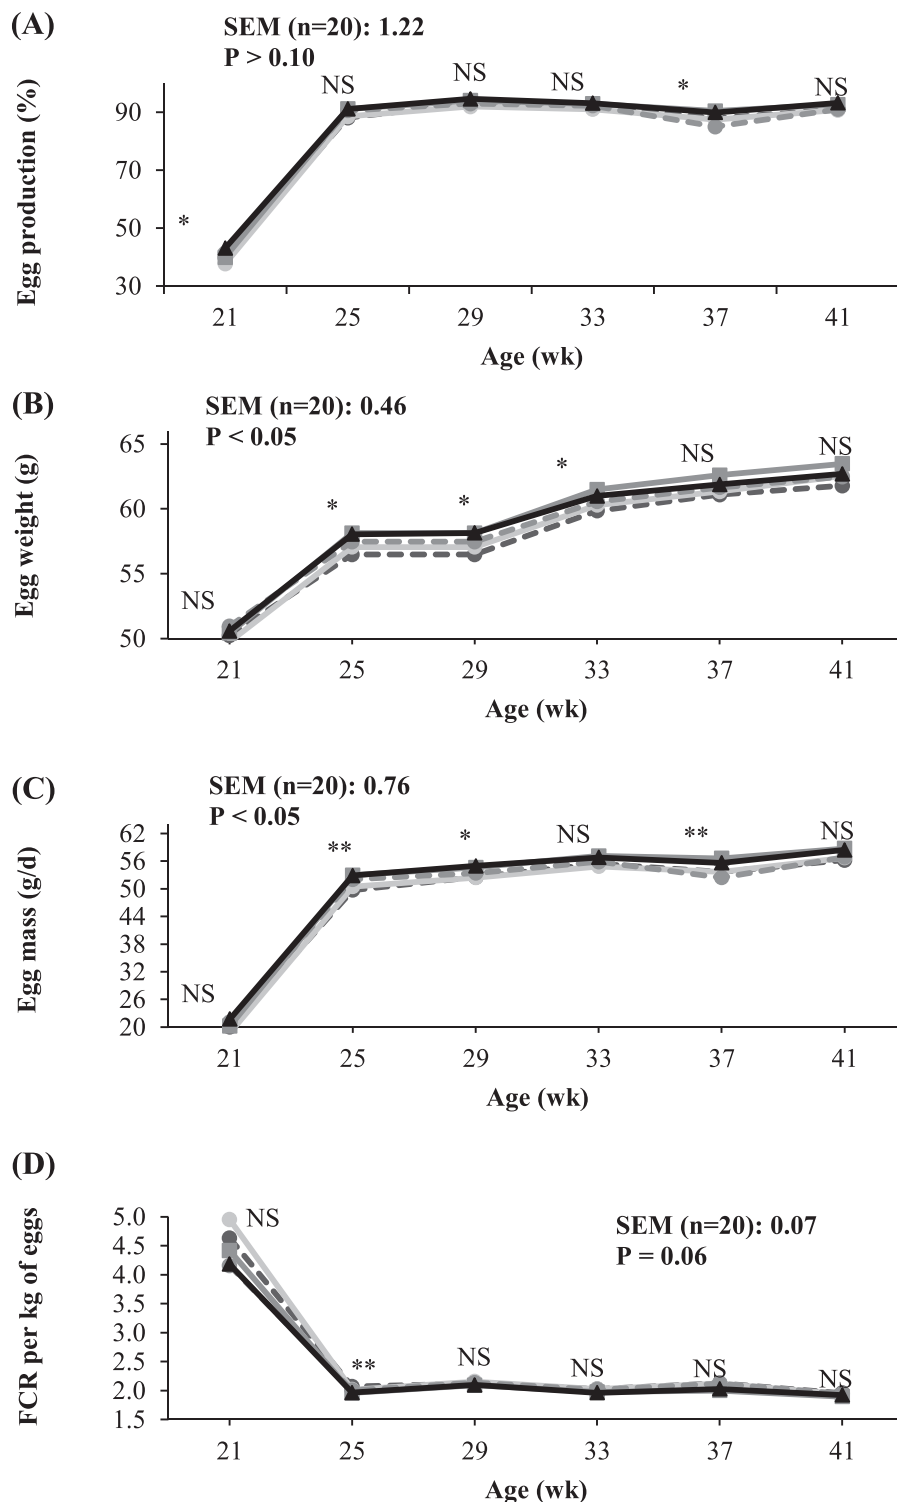 (A)
SEM (n=20): 1.22
P > 0.10
Egg production (%)
90
70
50
30
*
NS
NS
NS
*
NS
21 25 29 33 37 41
Age (wk)
(B)
SEM (n=20): 0.46
P < 0.05
Egg weight (g)
65
60
55
50
NS
*
*
*
NS
NS
21 25 29 33 37 41
Age (wk)
(C)
SEM (n=20): 0.76
P < 0.05
Egg mass (g/d)
62
56
50
44
38
32
26
20
NS
**
*
NS
**
NS
21 25 29 33 37 41
Age (wk)
(D)
SEM (n=20): 0.07
P = 0.06
FCR per kg of eggs
5.0
4.5
4.0
3.5
3.0
2.5
2.0
1.5
NS
**
NS
NS
NS
NS
21 25 29 33 37 41
Age (wk)